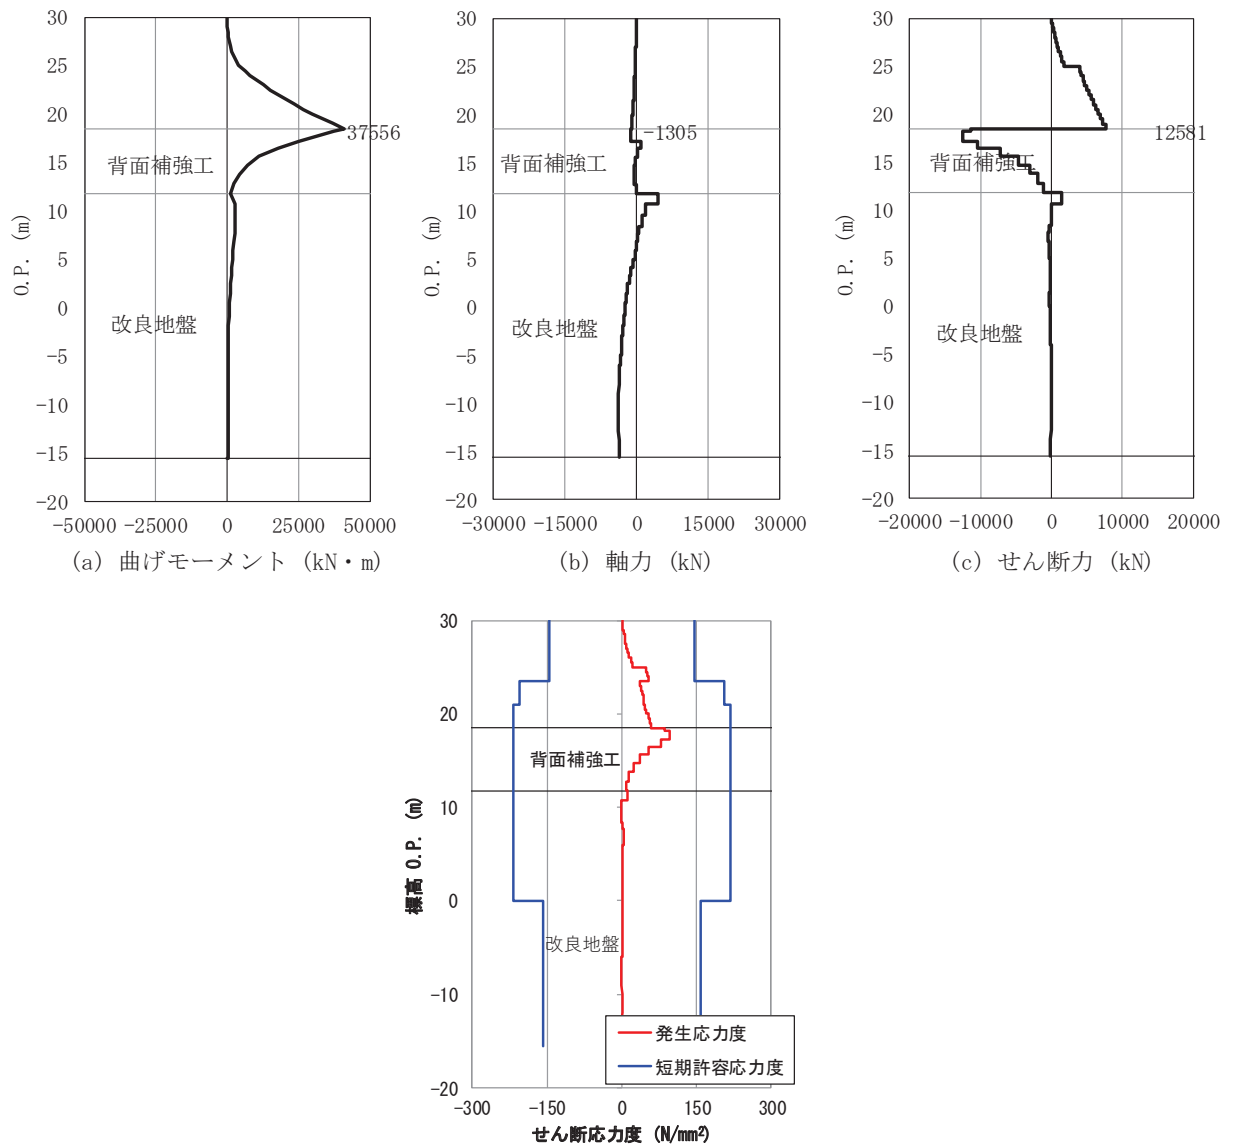 30
25
20
15
10
5
0
-5
-10
-15
-20
O.P. (m)
37556
背面補強工
改良地盤
-50000 -25000 0 25000 50000
(a) 曲げモーメント (kN・m)
30
25
20
15
10
5
0
-5
-10
-15
-20
O.P. (m)
-1305
背面補強工
改良地盤
-30000 -15000 0 15000 30000
(b) 軸力 (kN)
30
25
20
15
10
5
0
-5
-10
-15
-20
O.P. (m)
12581
背面補強工
改良地盤
-20000 -10000 0 10000 20000
(c) せん断力 (kN)
30
20
10
0
-10
-20
標高 O.P. (m)
背面補強工
改良地盤
発生応力度
短期許容応力度
-300 -150 0 150 300
せん断応力度 (N/mm²)